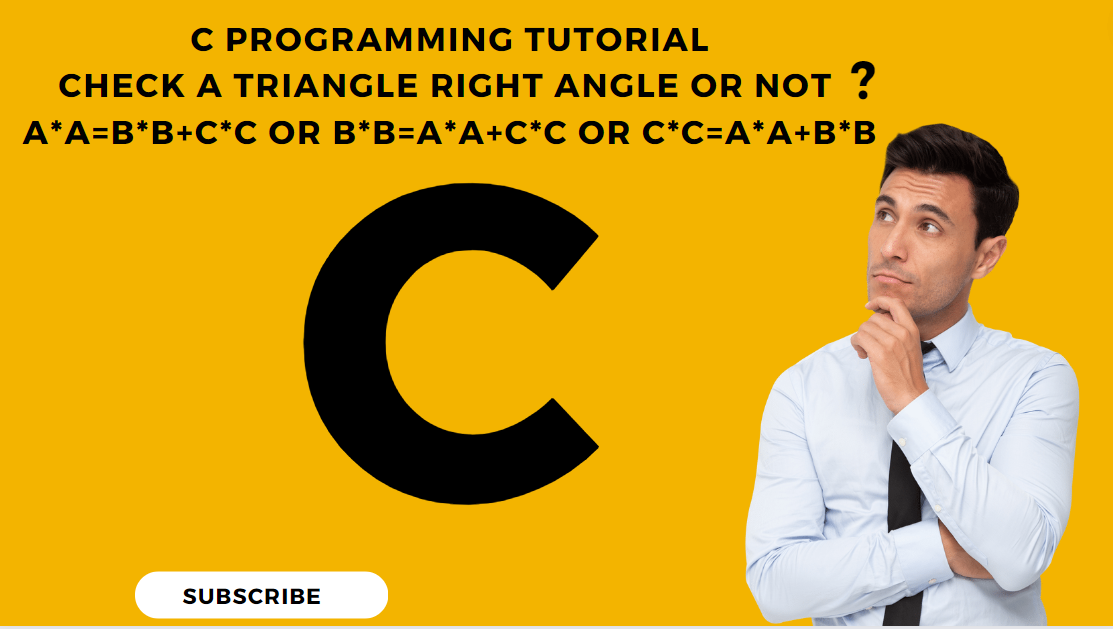 C PROGRAMMING TUTORIAL
CHECK A TRIANGLE RIGHT ANGLE OR NOT ?
A*A=B*B+C*C OR B*B=A*A+C*C OR C*C=A*A+B*B
C
SUBSCRIBE